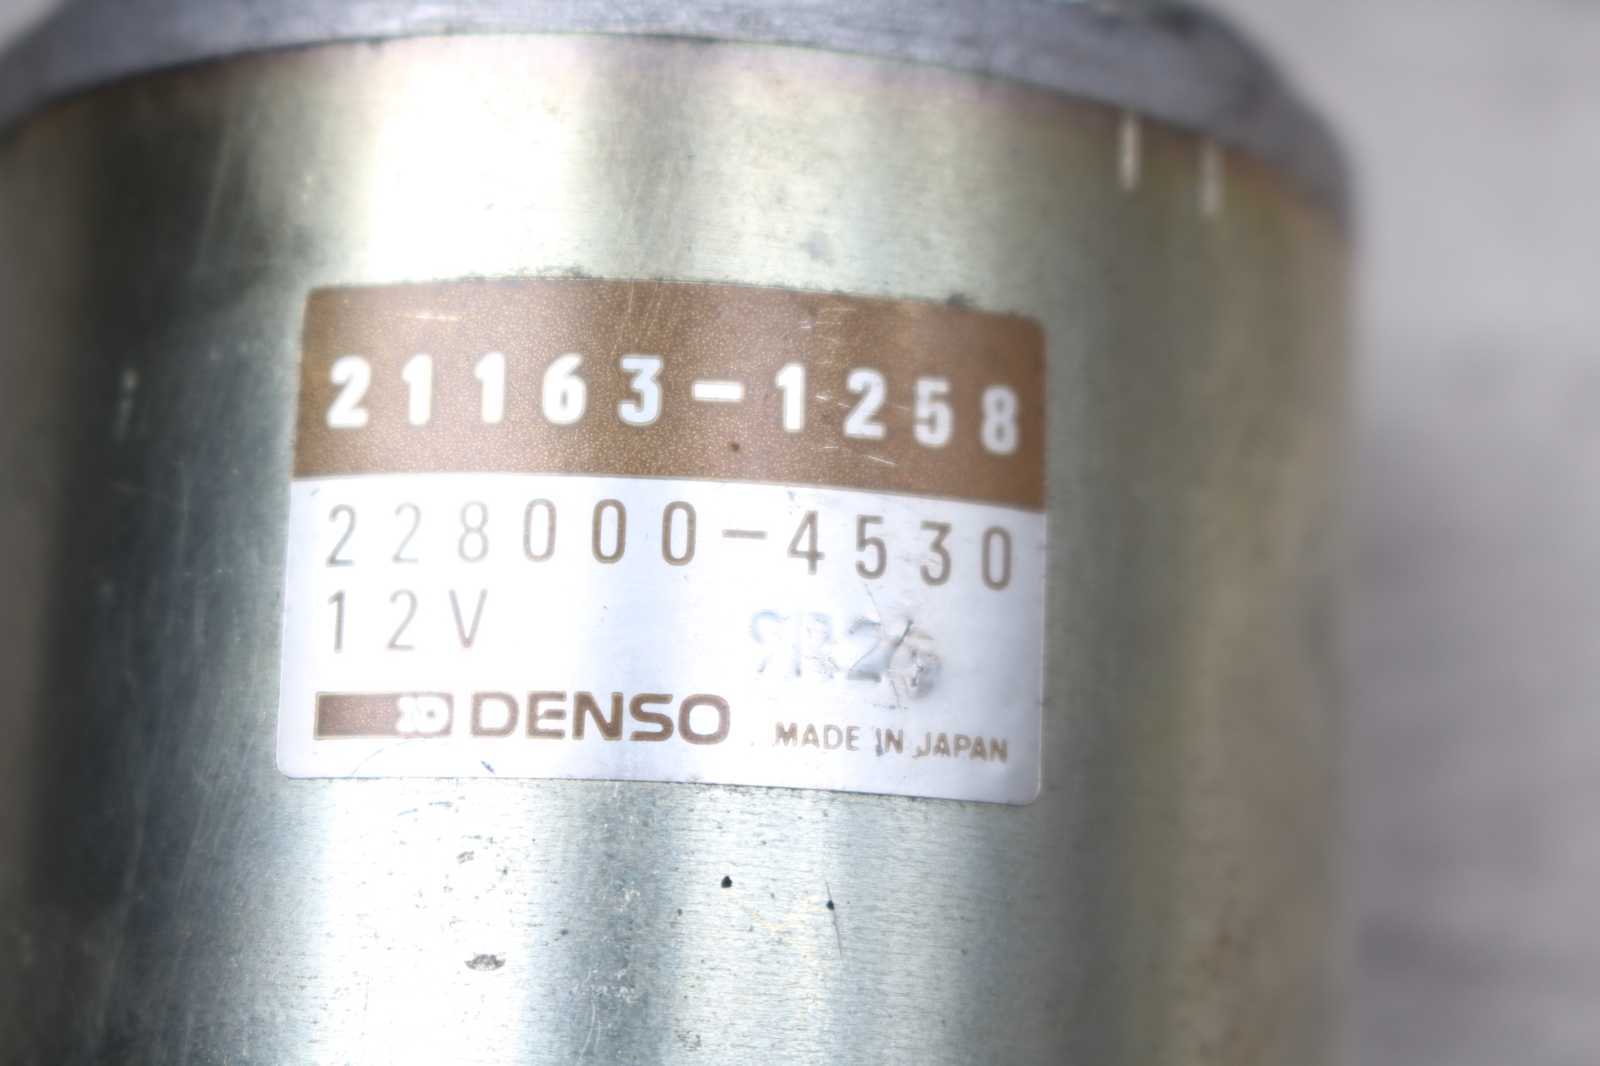 21163-1258
228000-4530
12V
DENSO MADE IN JAPAN